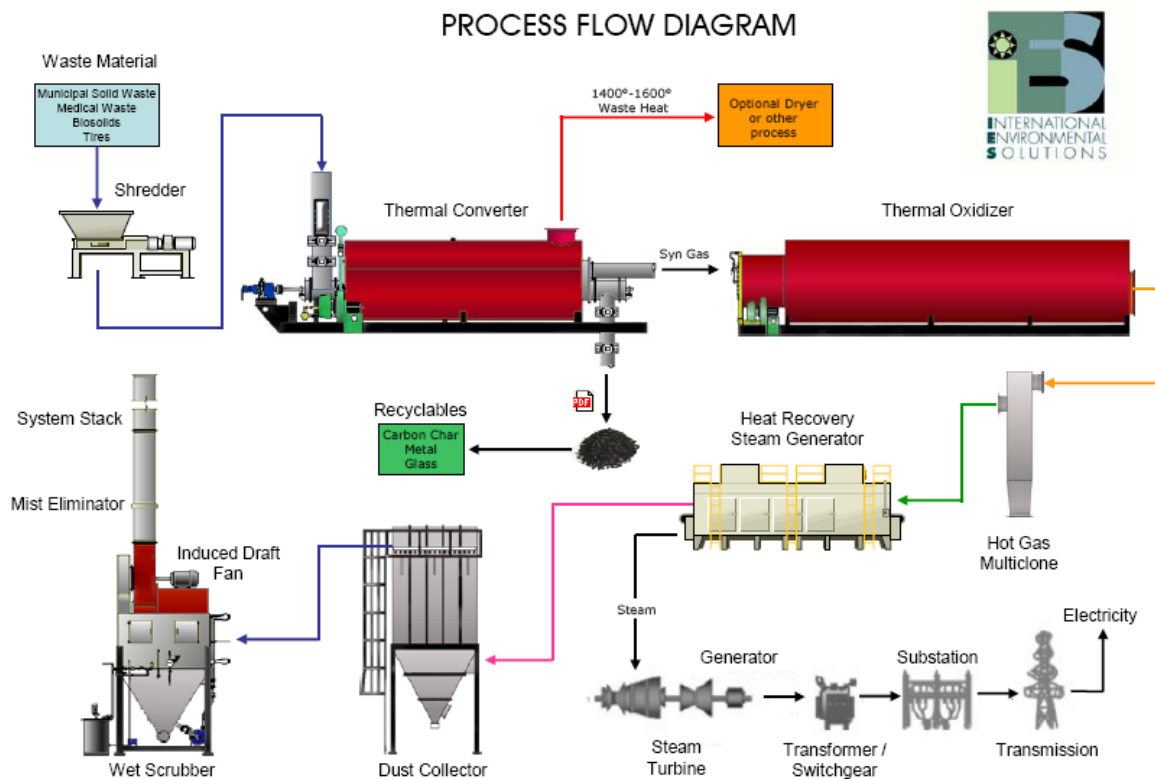 PROCESS FLOW DIAGRAM
INTERNATIONAL
ENVIRONMENTAL
SOLUTIONS
Waste Material
Municipal Solid Waste
Medical Waste
Biosolids
Tires
1400°-1600°
Waste Heat
Optional Dryer
or other
process
Shredder
Thermal Converter
Thermal Oxidizer
Syn Gas
PDF
System Stack
Recyclables
Carbon Char
Metal
Glass
Heat Recovery
Steam Generator
Mist Eliminator
Induced Draft
Fan
Hot Gas
Multiclone
Steam
Electricity
Generator
Substation
Wet Scrubber
Dust Collector
Steam
Turbine
Transformer /
Switchgear
Transmission